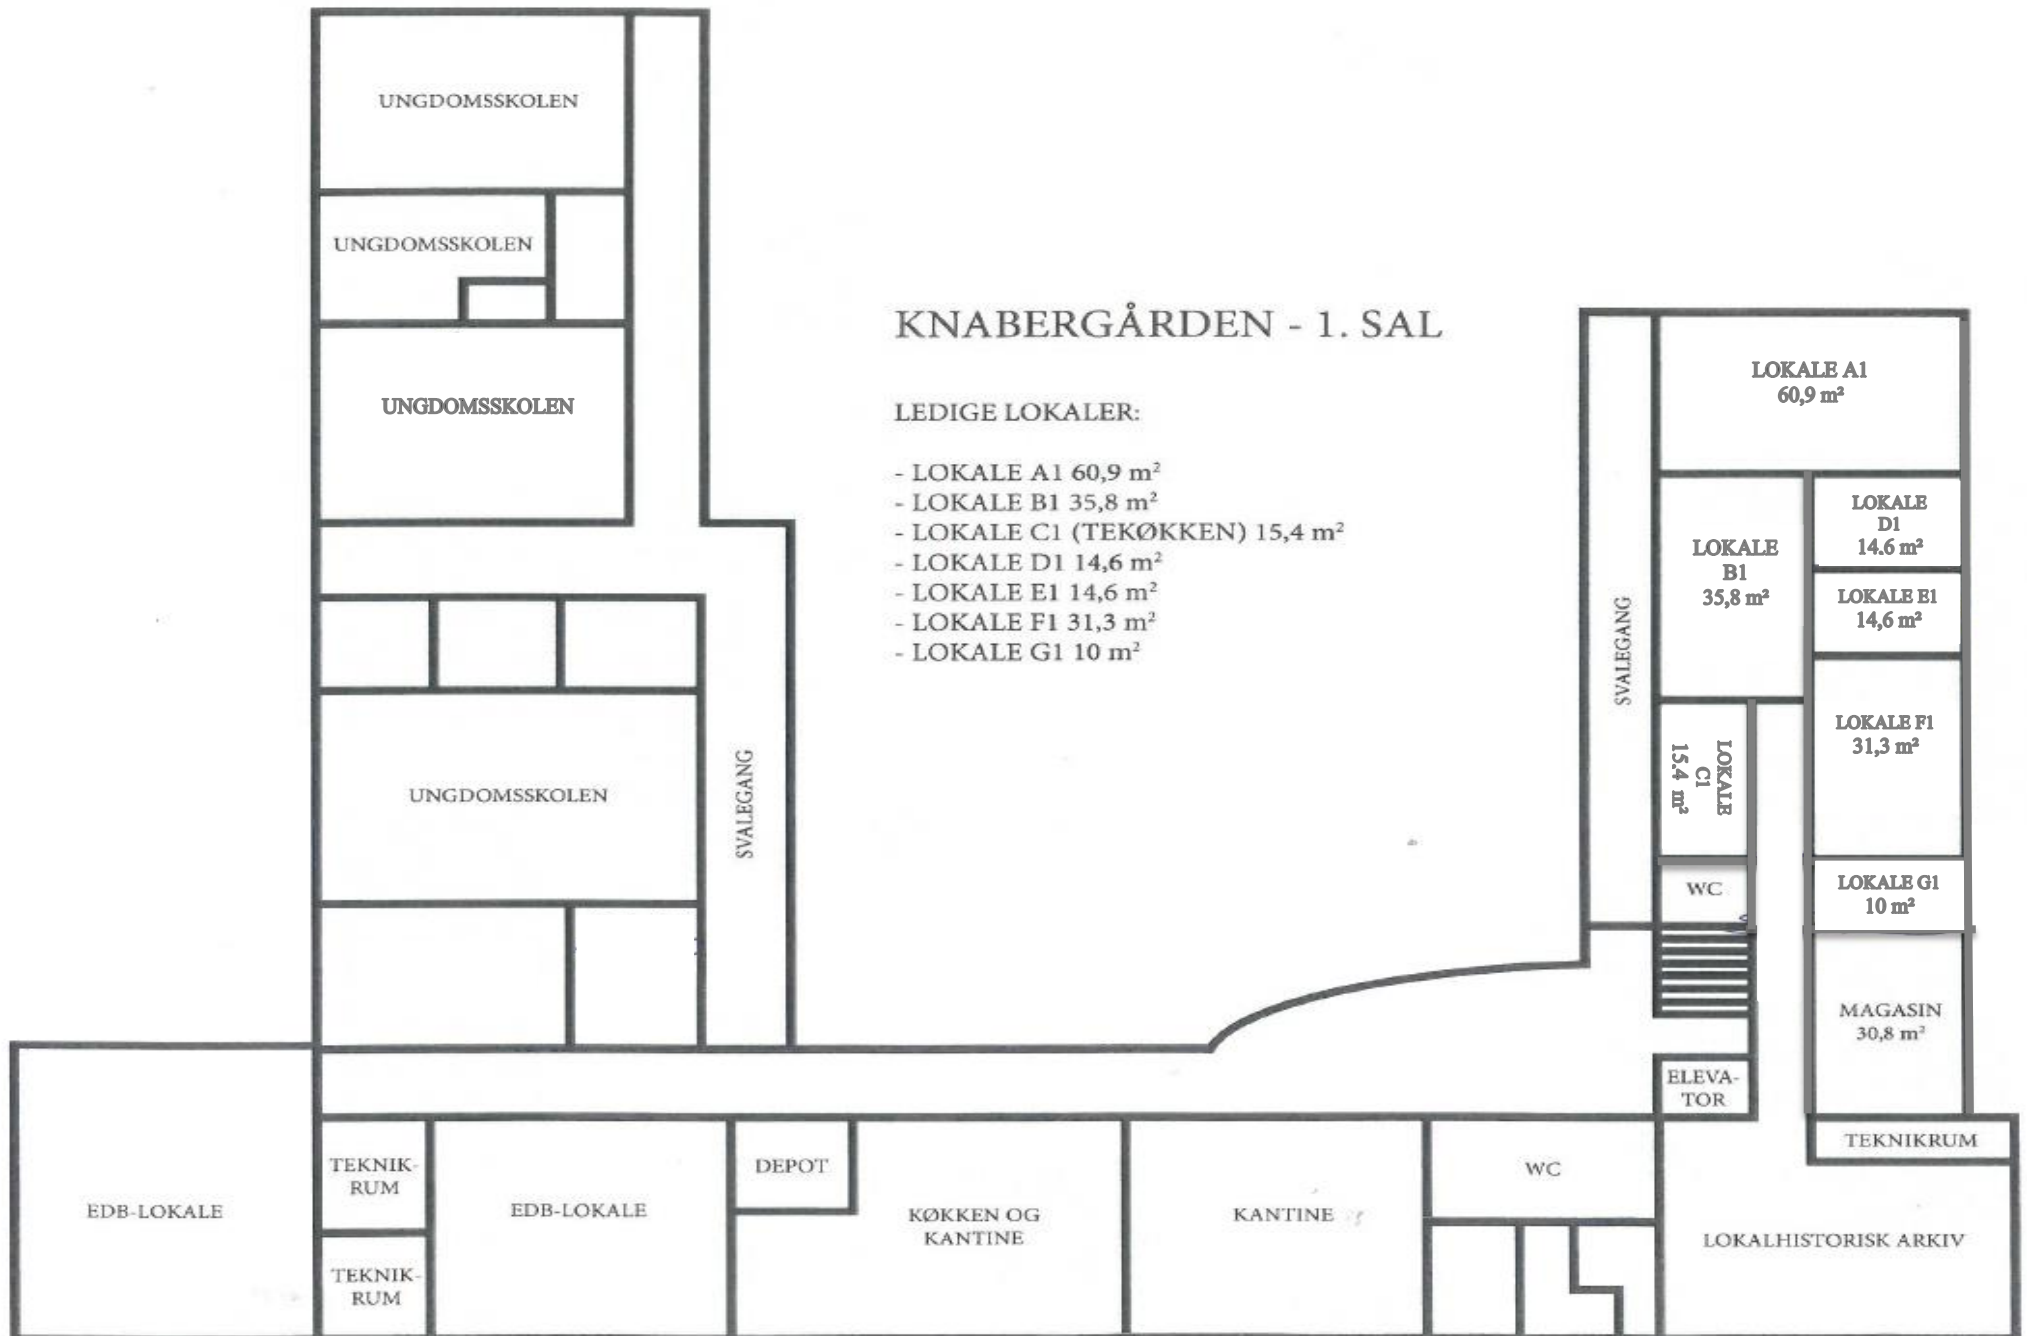 UNGDOMSSKOLEN
UNGDOMSSKOLEN
UNGDOMSSKOLEN
UNGDOMSSKOLEN
SVALEGANG
KNABERGÅRDEN - 1. SAL
LEDIGE LOKALER:
- LOKALE A1 60,9 m²
- LOKALE B1 35,8 m²
- LOKALE C1 (TEKØKKEN) 15,4 m²
- LOKALE D1 14,6 m²
- LOKALE E1 14,6 m²
- LOKALE F1 31,3 m²
- LOKALE G1 10 m²
SVALEGANG
LOKALE A1
60,9 m²
LOKALE
B1
35,8 m²
LOKALE
D1
14.6 m²
LOKALE E1
14,6 m²
LOKALE F1
31,3 m²
LOKALE
C1
15.4 m²
WC
LOKALE G1
10 m²
MAGASIN
30,8 m²
ELEVA-
TOR
TEKNIKRUM
EDB-LOKALE
TEKNIK-
RUM
TEKNIK-
RUM
EDB-LOKALE
DEPOT
KØKKEN OG
KANTINE
KANTINE
WC
LOKALHISTORISK ARKIV